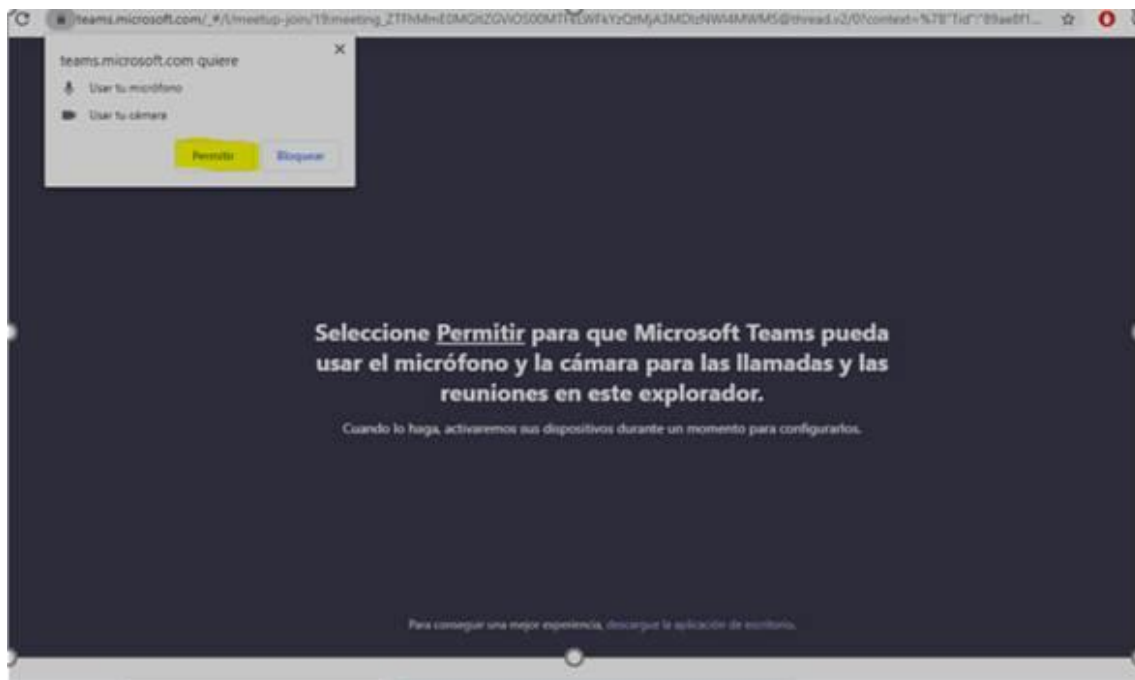 teams.microsoft.com quiere
Usar tu micrófono
Usar tu cámara
Permitir Bloquear
Seleccione Permitir para que Microsoft Teams pueda
usar el micrófono y la cámara para las llamadas y las
reuniones en este explorador.
Cuando lo haga, activaremos sus dispositivos durante un momento para configurarlos.
Para conseguir una mejor experiencia, descargue la aplicación de escritorio.